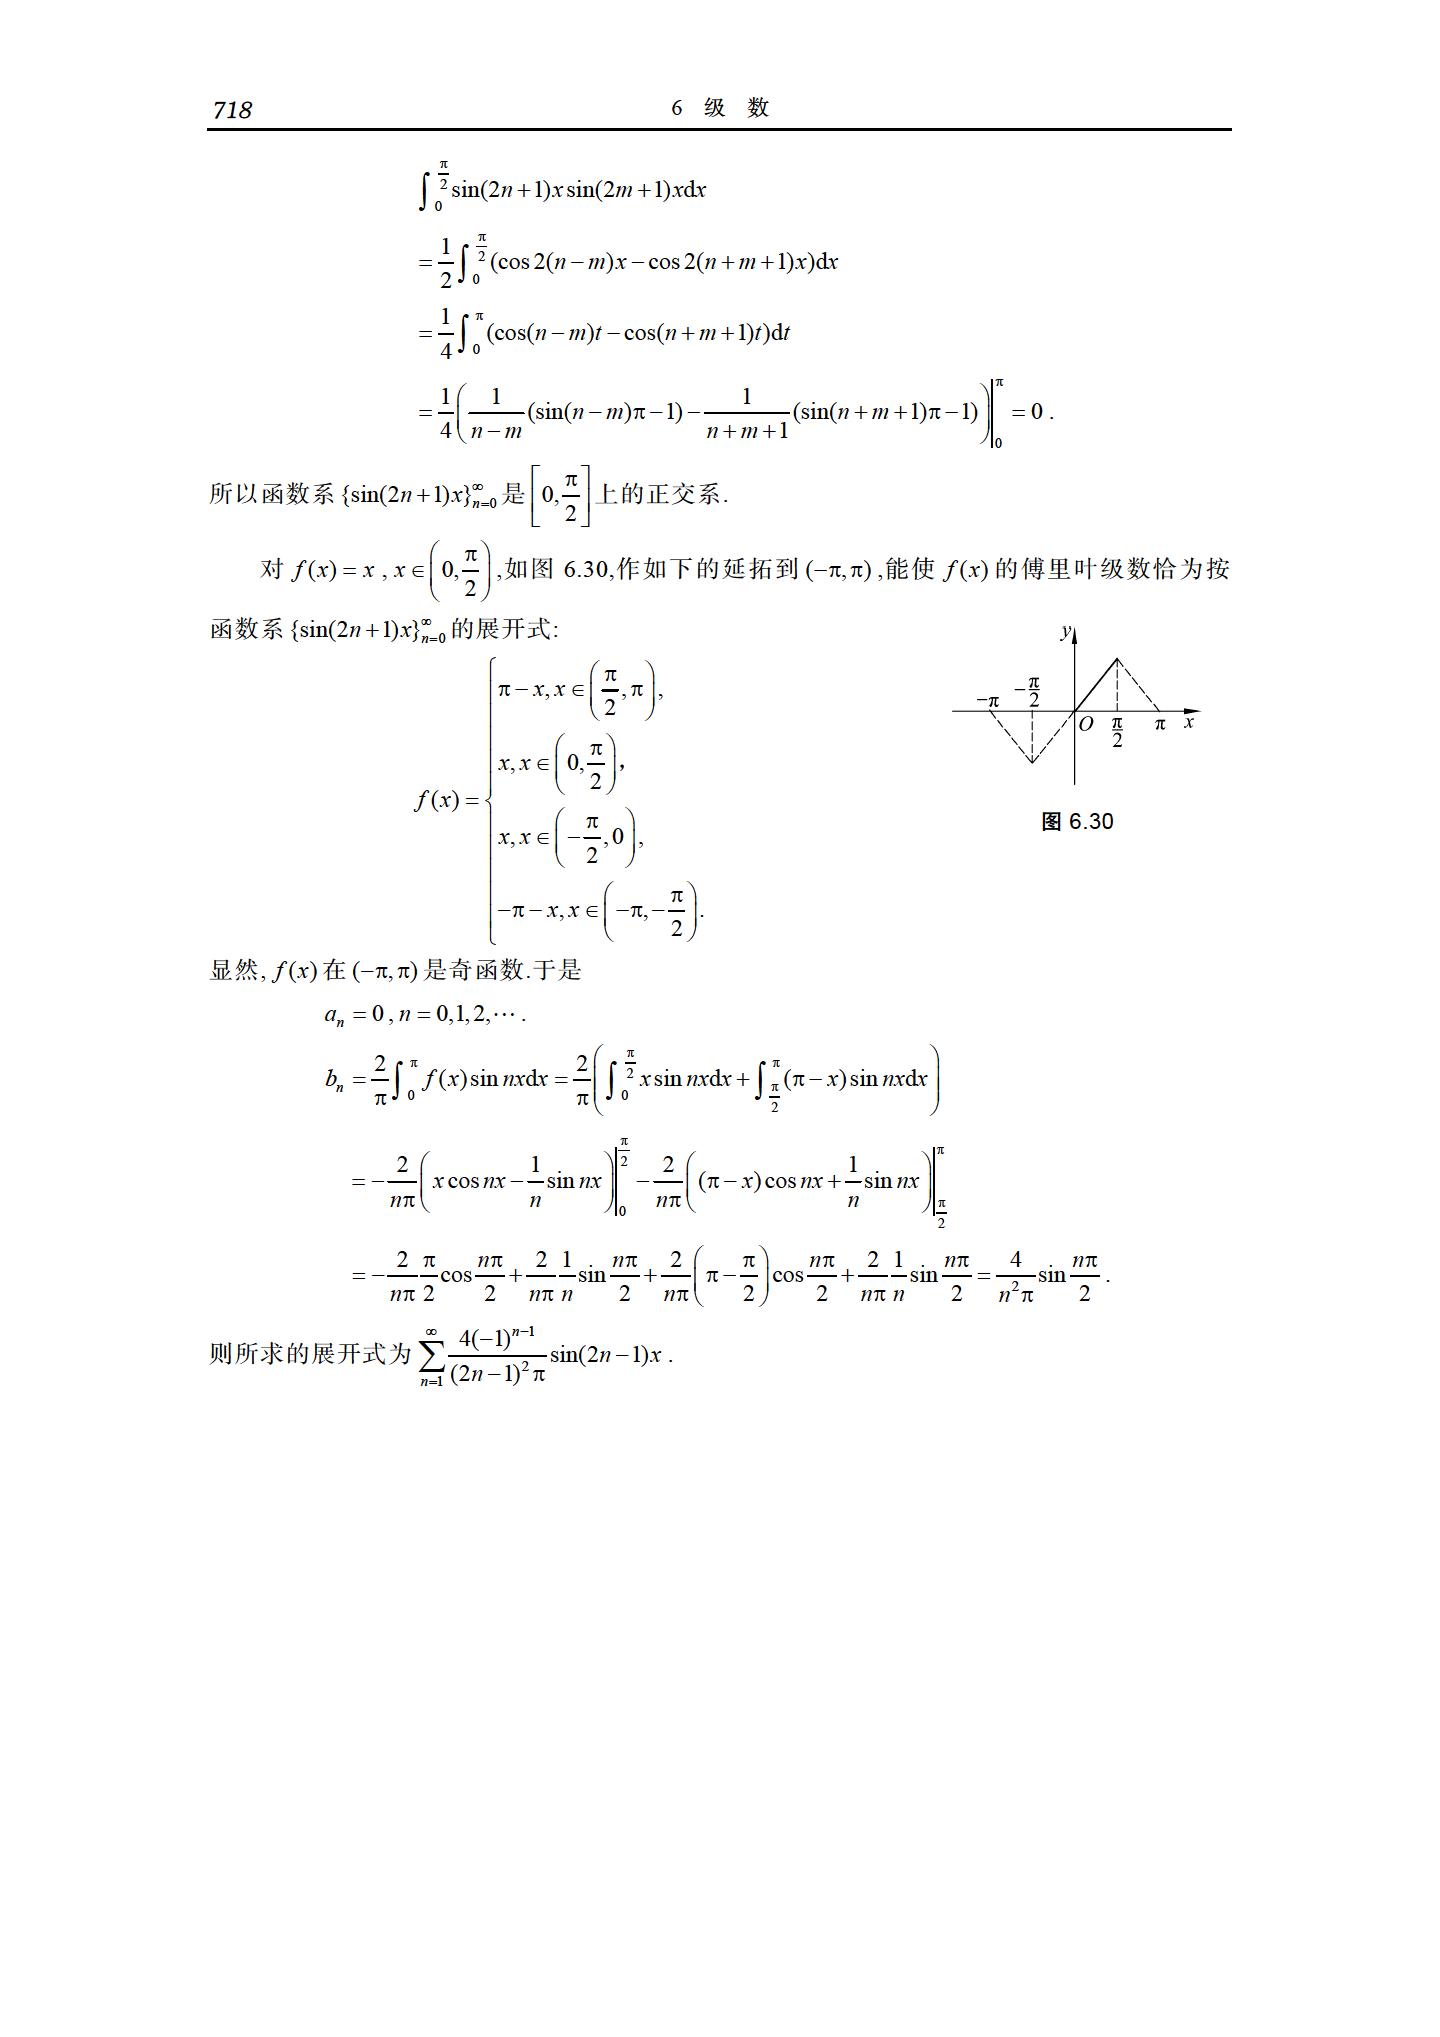 718 6 级 数
$\int_0^{\frac{\pi}{2}} \sin(2n+1)x\sin(2m+1)x\mathrm{d}x$
$=\frac{1}{2}\int_0^{\frac{\pi}{2}}(\cos 2(n-m)x-\cos 2(n+m+1)x)\mathrm{d}x$
$=\frac{1}{4}\int_0^{\pi}(\cos(n-m)t-\cos(n+m+1)t)\mathrm{d}t$
$=\frac{1}{4}\left(\frac{1}{n-m}(\sin(n-m)\pi-1)-\frac{1}{n+m+1}(\sin(n+m+1)\pi-1)\right)\Big|_0^{\pi}=0$ .
所以函数系 $\{\sin(2n+1)x\}_{n=0}^{\infty}$ 是 $\left[0,\frac{\pi}{2}\right]$ 上的正交系.
对 $f(x)=x$ , $x\in\left(0,\frac{\pi}{2}\right)$ ,如图 6.30,作如下的延拓到 $(-\pi,\pi)$ ,能使 $f(x)$ 的傅里叶级数恰为按
函数系 $\{\sin(2n+1)x\}_{n=0}^{\infty}$ 的展开式:
$f(x)=\begin{cases}\pi-x,x\in\left(\frac{\pi}{2},\pi\right),\\ x,x\in\left(0,\frac{\pi}{2}\right),\\ x,x\in\left(-\frac{\pi}{2},0\right),\\ -\pi-x,x\in\left(-\pi,-\frac{\pi}{2}\right).\end{cases}$
y
$-\pi$ $-\frac{\pi}{2}$ O $\frac{\pi}{2}$ $\pi$ x
图 6.30
显然, $f(x)$ 在 $(-\pi,\pi)$ 是奇函数.于是
$a_n=0$ , $n=0,1,2,\cdots$ .
$b_n=\frac{2}{\pi}\int_0^{\pi}f(x)\sin nx\mathrm{d}x=\frac{2}{\pi}\left(\int_0^{\frac{\pi}{2}}x\sin nx\mathrm{d}x+\int_{\frac{\pi}{2}}^{\pi}(\pi-x)\sin nx\mathrm{d}x\right)$
$=-\frac{2}{n\pi}\left(x\cos nx-\frac{1}{n}\sin nx\right)\Big|_0^{\frac{\pi}{2}}-\frac{2}{n\pi}\left((\pi-x)\cos nx+\frac{1}{n}\sin nx\right)\Big|_{\frac{\pi}{2}}^{\pi}$
$=-\frac{2}{n\pi}\frac{\pi}{2}\cos\frac{n\pi}{2}+\frac{2}{n\pi}\frac{1}{n}\sin\frac{n\pi}{2}+\frac{2}{n\pi}\left(\pi-\frac{\pi}{2}\right)\cos\frac{n\pi}{2}+\frac{2}{n\pi}\frac{1}{n}\sin\frac{n\pi}{2}=\frac{4}{n^2\pi}\sin\frac{n\pi}{2}$ .
则所求的展开式为 $\sum_{n=1}^{\infty}\frac{4(-1)^{n-1}}{(2n-1)^2\pi}\sin(2n-1)x$ .